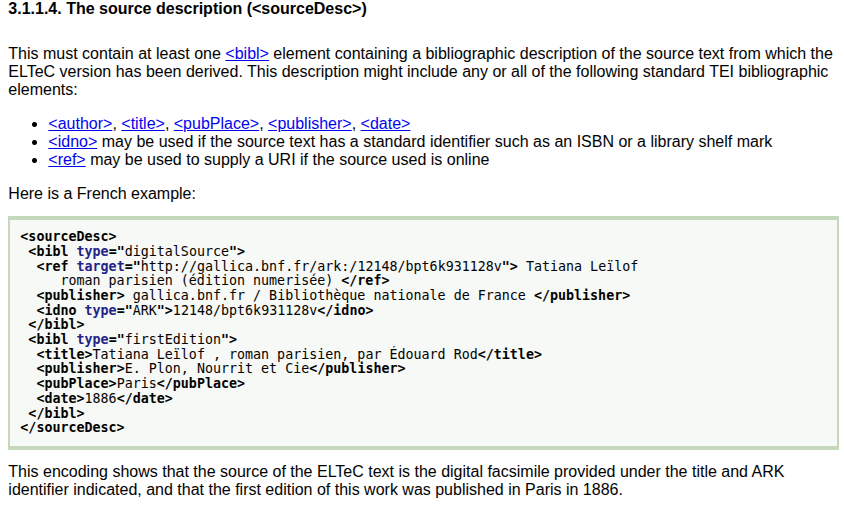 3.1.1.4. The source description (<sourceDesc>)
This must contain at least one <bibl> element containing a bibliographic description of the source text from which the
ELTeC version has been derived. This description might include any or all of the following standard TEI bibliographic
elements:
• <author>, <title>, <pubPlace>, <publisher>, <date>
• <idno> may be used if the source text has a standard identifier such as an ISBN or a library shelf mark
• <ref> may be used to supply a URI if the source used is online
Here is a French example:
<sourceDesc>
<bibl type="digitalSource">
<ref target="http://gallica.bnf.fr/ark:/12148/bpt6k931128v"> Tatiana Leïlof
roman parisien (édition numerisée) </ref>
<publisher> gallica.bnf.fr / Bibliothèque nationale de France </publisher>
<idno type="ARK">12148/bpt6k931128v</idno>
</bibl>
<bibl type="firstEdition">
<title>Tatiana Leïlof , roman parisien, par Édouard Rod</title>
<publisher>E. Plon, Nourrit et Cie</publisher>
<pubPlace>Paris</pubPlace>
<date>1886</date>
</bibl>
</sourceDesc>
This encoding shows that the source of the ELTeC text is the digital facsimile provided under the title and ARK
identifier indicated, and that the first edition of this work was published in Paris in 1886.